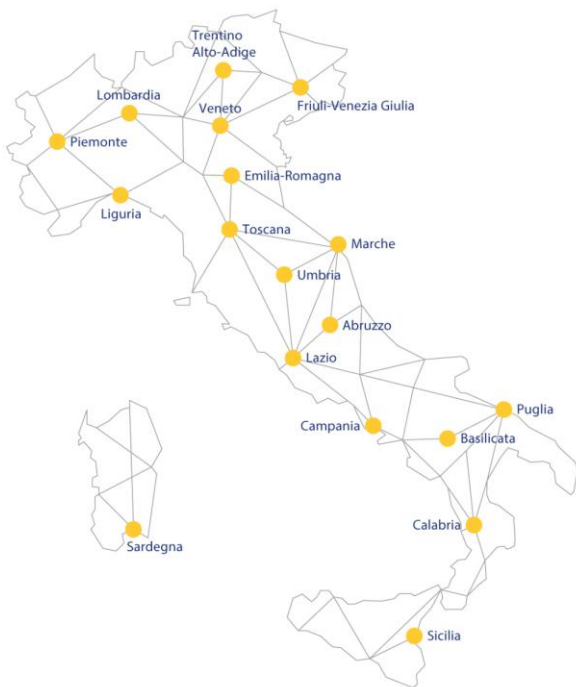 Trentino
Alto-Adige
Lombardia
Veneto
Friuli-Venezia Giulia
Piemonte
Emilia-Romagna
Liguria
Toscana
Marche
Umbria
Abruzzo
Lazio
Puglia
Campania
Basilicata
Calabria
Sardegna
Sicilia